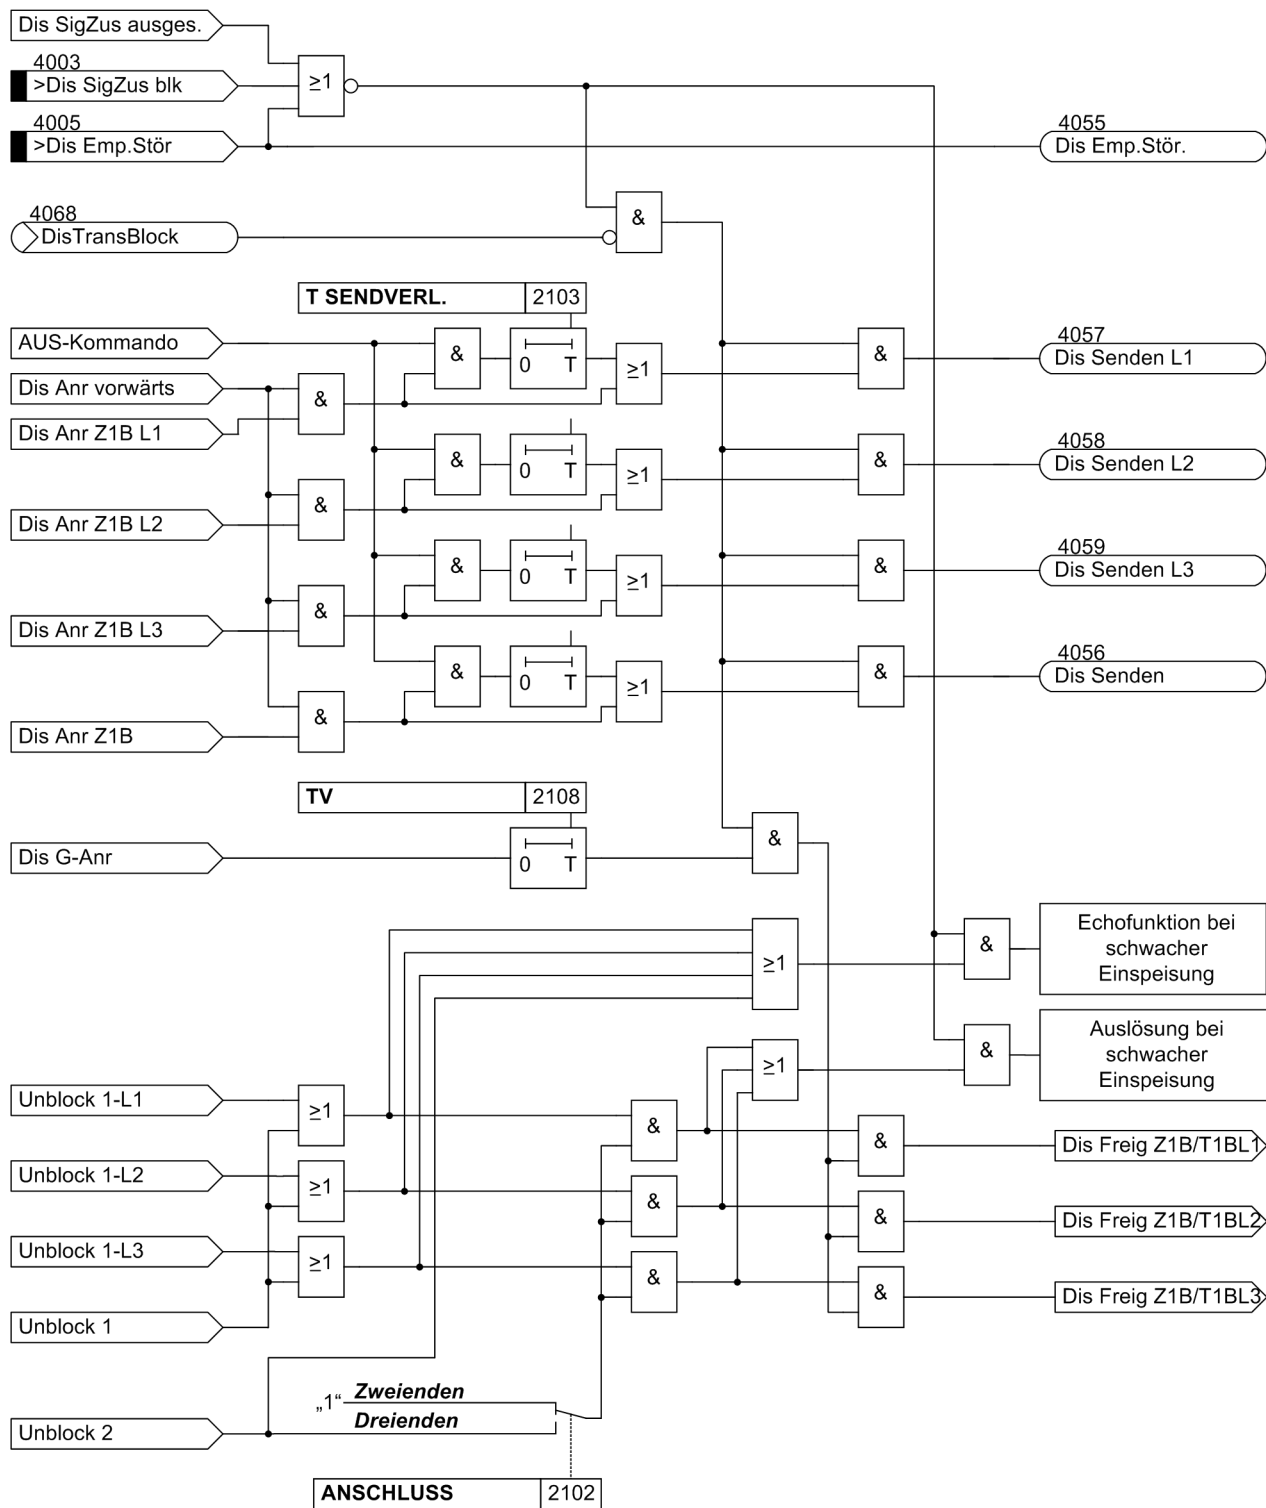 Dis SigZus ausges.
4003
>Dis SigZus blk
≥1
4005
>Dis Emp.Stör
4055
Dis Emp.Stör.
4068
DisTransBlock
&
T SENDVERL. 2103
AUS-Kommando
& 0 T ≥1 &
4057
Dis Senden L1
Dis Anr vorwärts
&
Dis Anr Z1B L1
& 0 T ≥1 &
4058
Dis Senden L2
&
Dis Anr Z1B L2
& 0 T ≥1 &
4059
Dis Senden L3
&
Dis Anr Z1B L3
& 0 T ≥1 &
4056
Dis Senden
&
Dis Anr Z1B
TV 2108
&
Dis G-Anr
0 T
≥1
&
Echofunktion bei
schwacher
Einspeisung
≥1
&
Auslösung bei
schwacher
Einspeisung
Unblock 1-L1
≥1 & &
Dis Freig Z1B/T1BL1
Unblock 1-L2
≥1 & &
Dis Freig Z1B/T1BL2
Unblock 1-L3
≥1 & &
Dis Freig Z1B/T1BL3
Unblock 1
„1“ Zweienden
Dreienden
Unblock 2
ANSCHLUSS 2102